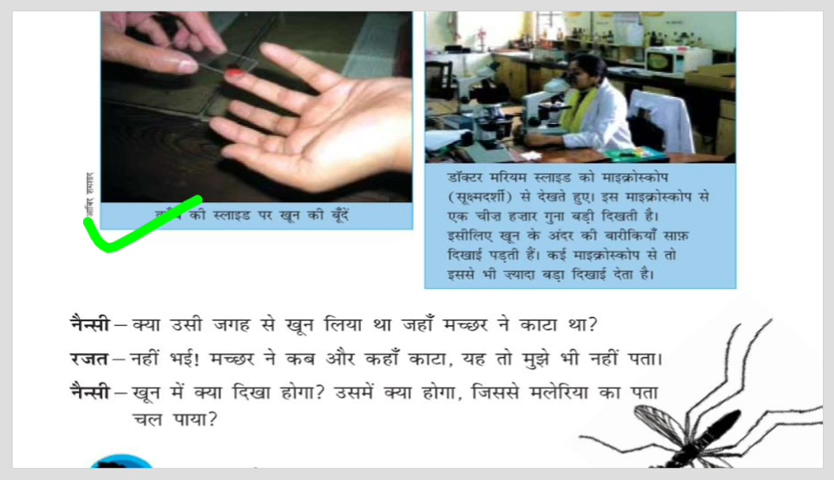 की स्लाइड पर खून की बूँदें
डॉक्टर मरियम स्लाइड को माइक्रोस्कोप
(सूक्ष्मदर्शी) से देखते हुए। इस माइक्रोस्कोप से
एक चीज़ हज़ार गुना बड़ी दिखती है।
इसीलिए खून के अंदर की बारीकियाँ साफ़
दिखाई पड़ती हैं। कई माइक्रोस्कोप से तो
इससे भी ज़्यादा बड़ा दिखाई देता है।
नैन्सी – क्या उसी जगह से खून लिया था जहाँ मच्छर ने काटा था?
रजत – नहीं भई! मच्छर ने कब और कहाँ काटा, यह तो मुझे भी नहीं पता।
नैन्सी – खून में क्या दिखा होगा? उसमें क्या होगा, जिससे मलेरिया का पता
चल पाया?